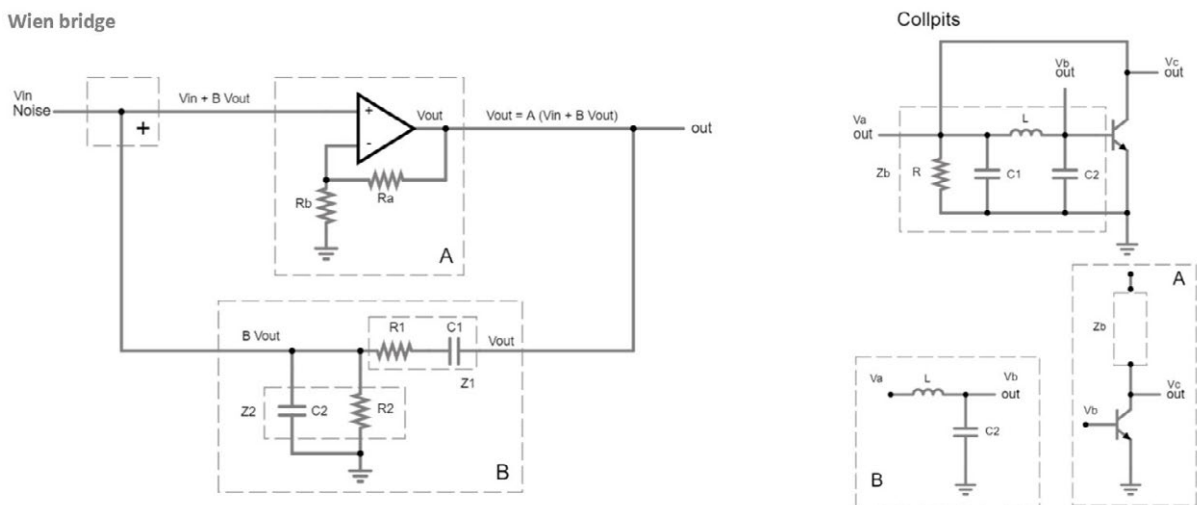 Wien bridge
Vin
Noise
+
Vin + B Vout
+
-
Vout
Vout = A (Vin + B Vout)
out
Rb
Ra
A
B Vout
R1
C1
Vout
Z1
Z2
C2
R2
B
Collpits
Vb
out
Vc
out
Va
out
L
Zb
R
C1
C2
A
Zb
Vc
out
Vb
Va
L
Vb
out
C2
B